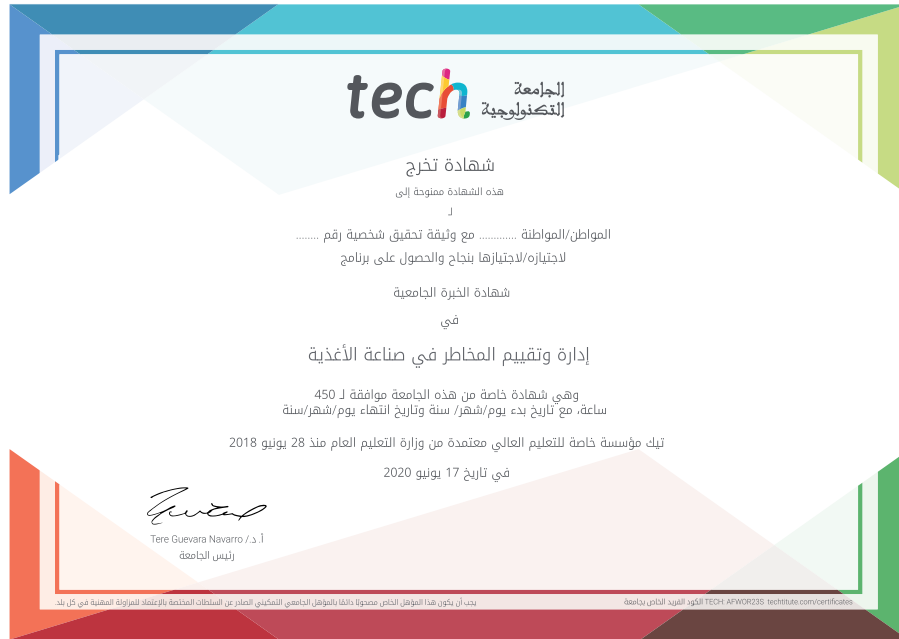 tech الجامعة
التكنولوجية
شهادة تخرج
هذه الشهادة ممنوحة إلى
لـ
المواطن/المواطنة ............. مع وثيقة تحقيق شخصية رقم ........
لاجتيازه/لاجتيازها بنجاح والحصول على برنامج
شهادة الخبرة الجامعية
في
إدارة وتقييم المخاطر في صناعة الأغذية
وهي شهادة خاصة من هذه الجامعة موافقة لـ 450
ساعة، مع تاريخ بدء يوم/شهر/ سنة وتاريخ انتهاء يوم/شهر/سنة
تيك مؤسسة خاصة للتعليم العالي معتمدة من وزارة التعليم العام منذ 28 يونيو 2018
في تاريخ 17 يونيو 2020
أ. د./ Tere Guevara Navarro
رئيس الجامعة
يجب أن يكون هذا المؤهل الخاص مصحوبًا دائمًا بالمؤهل الجامعي التمكيني الصادر عن السلطات المختصة بالإعتماد للمزاولة المهنية في كل بلد.
الكود الفريد الخاص بجامعة TECH: AFWOR23S techtitute.com/certificates